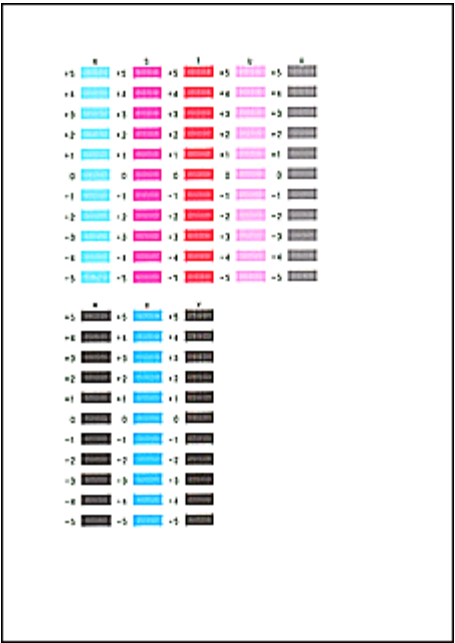 +5 +5 +5 +5 +5
+4 +4 +4 +4 +4
+3 +3 +3 +3 +3
+2 +2 +2 +2 +2
+1 +1 +1 +1 +1
0 0 0 0 0
-1 -1 -1 -1 -1
-2 -2 -2 -2 -2
-3 -3 -3 -3 -3
-4 -4 -4 -4 -4
-5 -5 -5 -5 -5
+5 +5 +5
+4 +4 +4
+3 +3 +3
+2 +2 +2
+1 +1 +1
0 0 0
-1 -1 -1
-2 -2 -2
-3 -3 -3
-4 -4 -4
-5 -5 -5